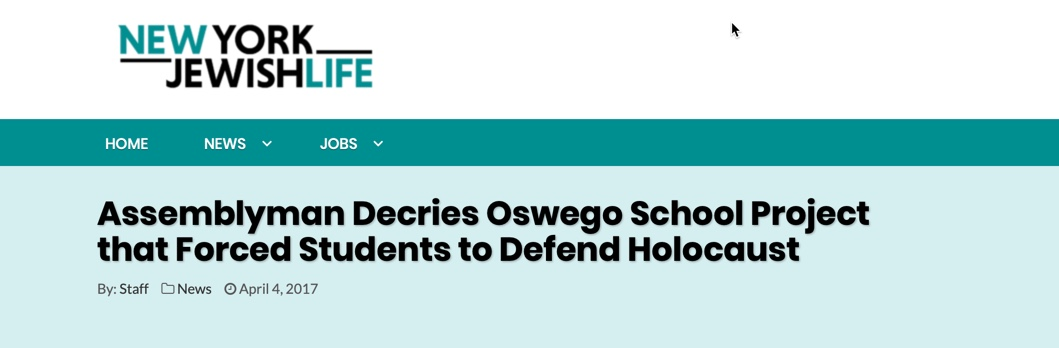 NEW YORK
JEWISHLIFE
HOME NEWS JOBS
Assemblyman Decries Oswego School Project
that Forced Students to Defend Holocaust
By: Staff News April 4, 2017